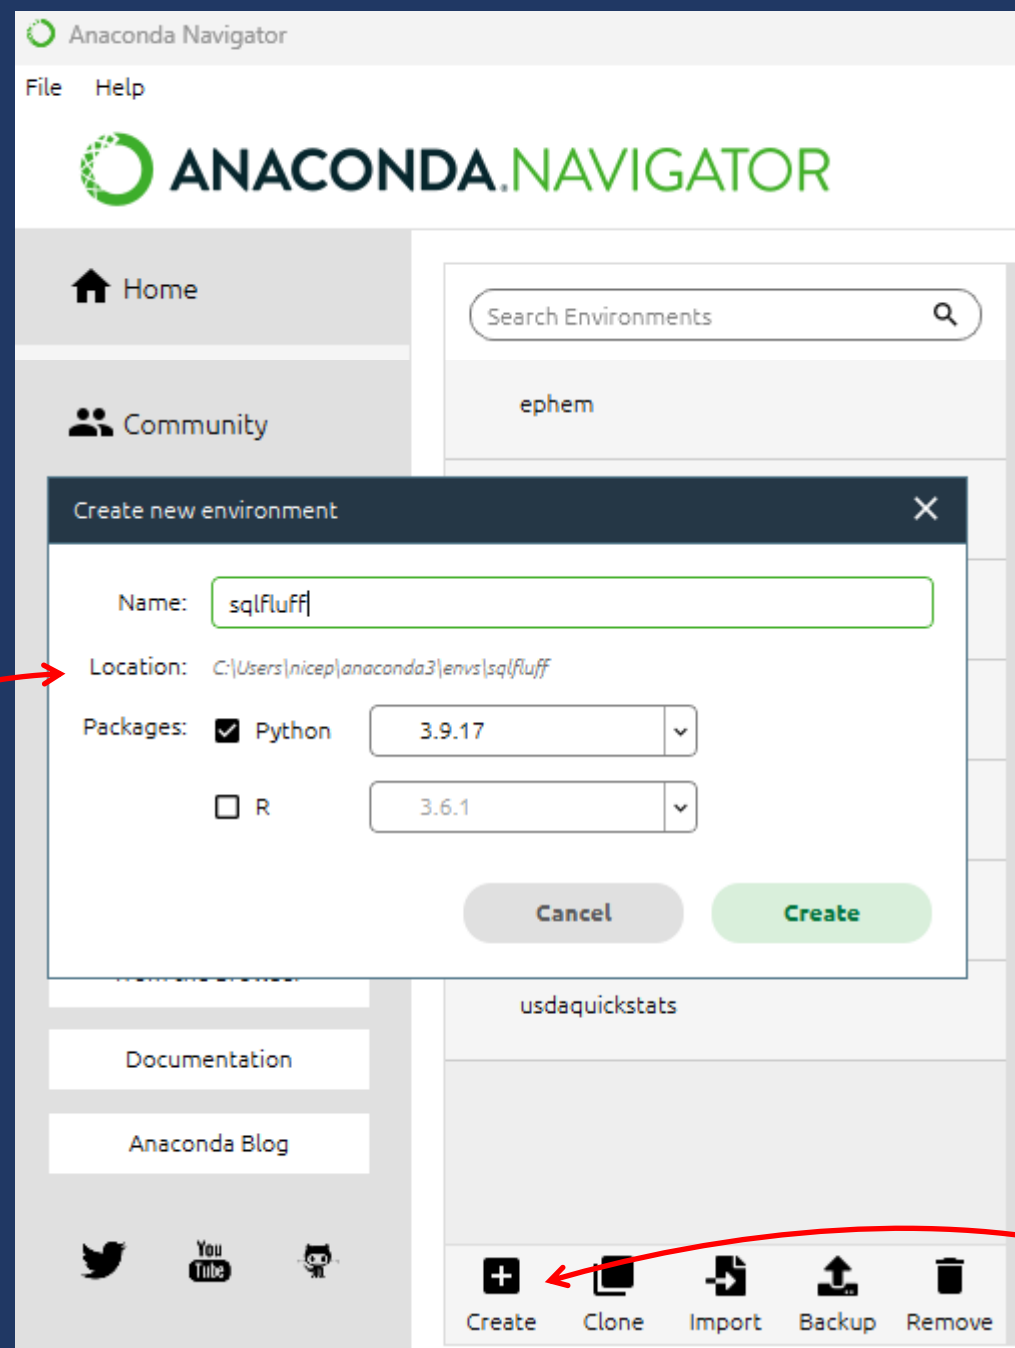 Anaconda Navigator
File Help
ANACONDA.NAVIGATOR
Home
Search Environments
ephem
Community
Create new environment
Name: sqlfluff
Location: C:\Users\nicep\anaconda3\envs\sqlfluff
Packages: Python 3.9.17
R 3.6.1
Cancel Create
usdaquickstats
Documentation
Anaconda Blog
You
Tube
Create Clone Import Backup Remove